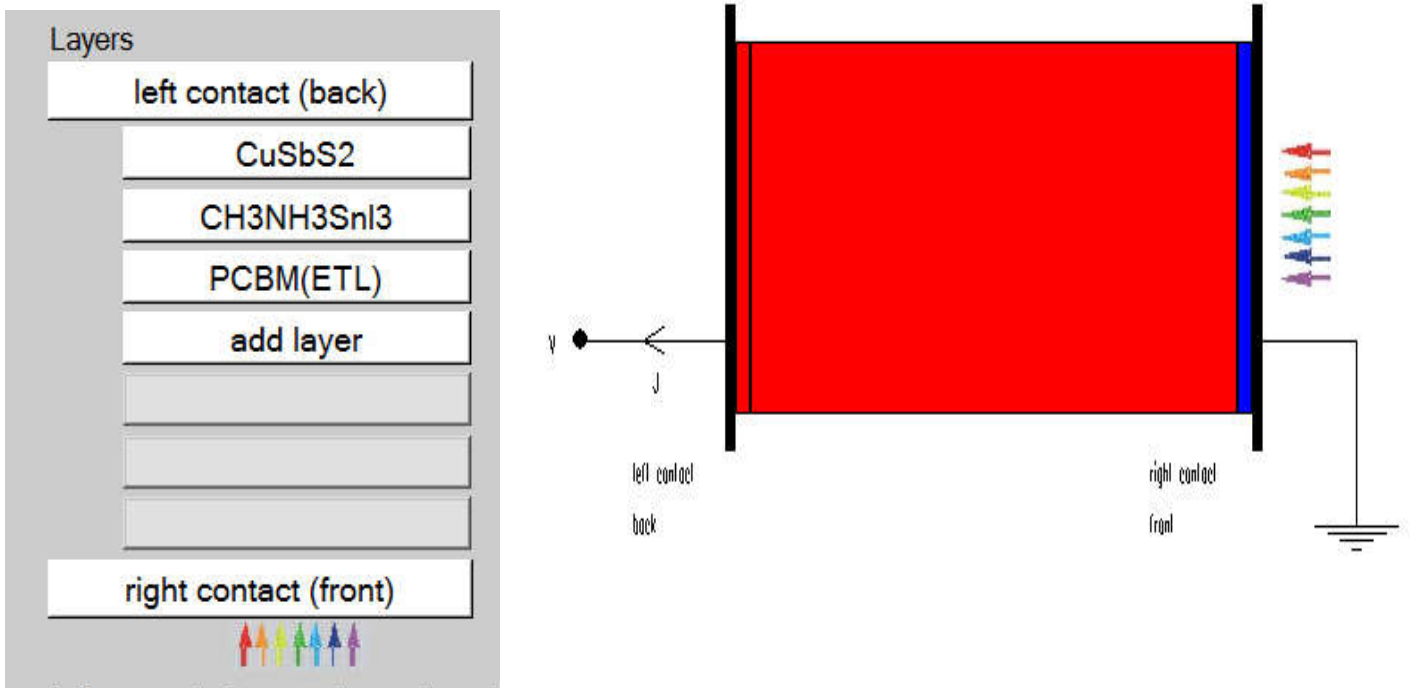 Layers
left contact (back)
CuSbS2
CH3NH3SnI3
PCBM(ETL)
add layer
right contact (front)
V
J
left contact
back
right contact
front